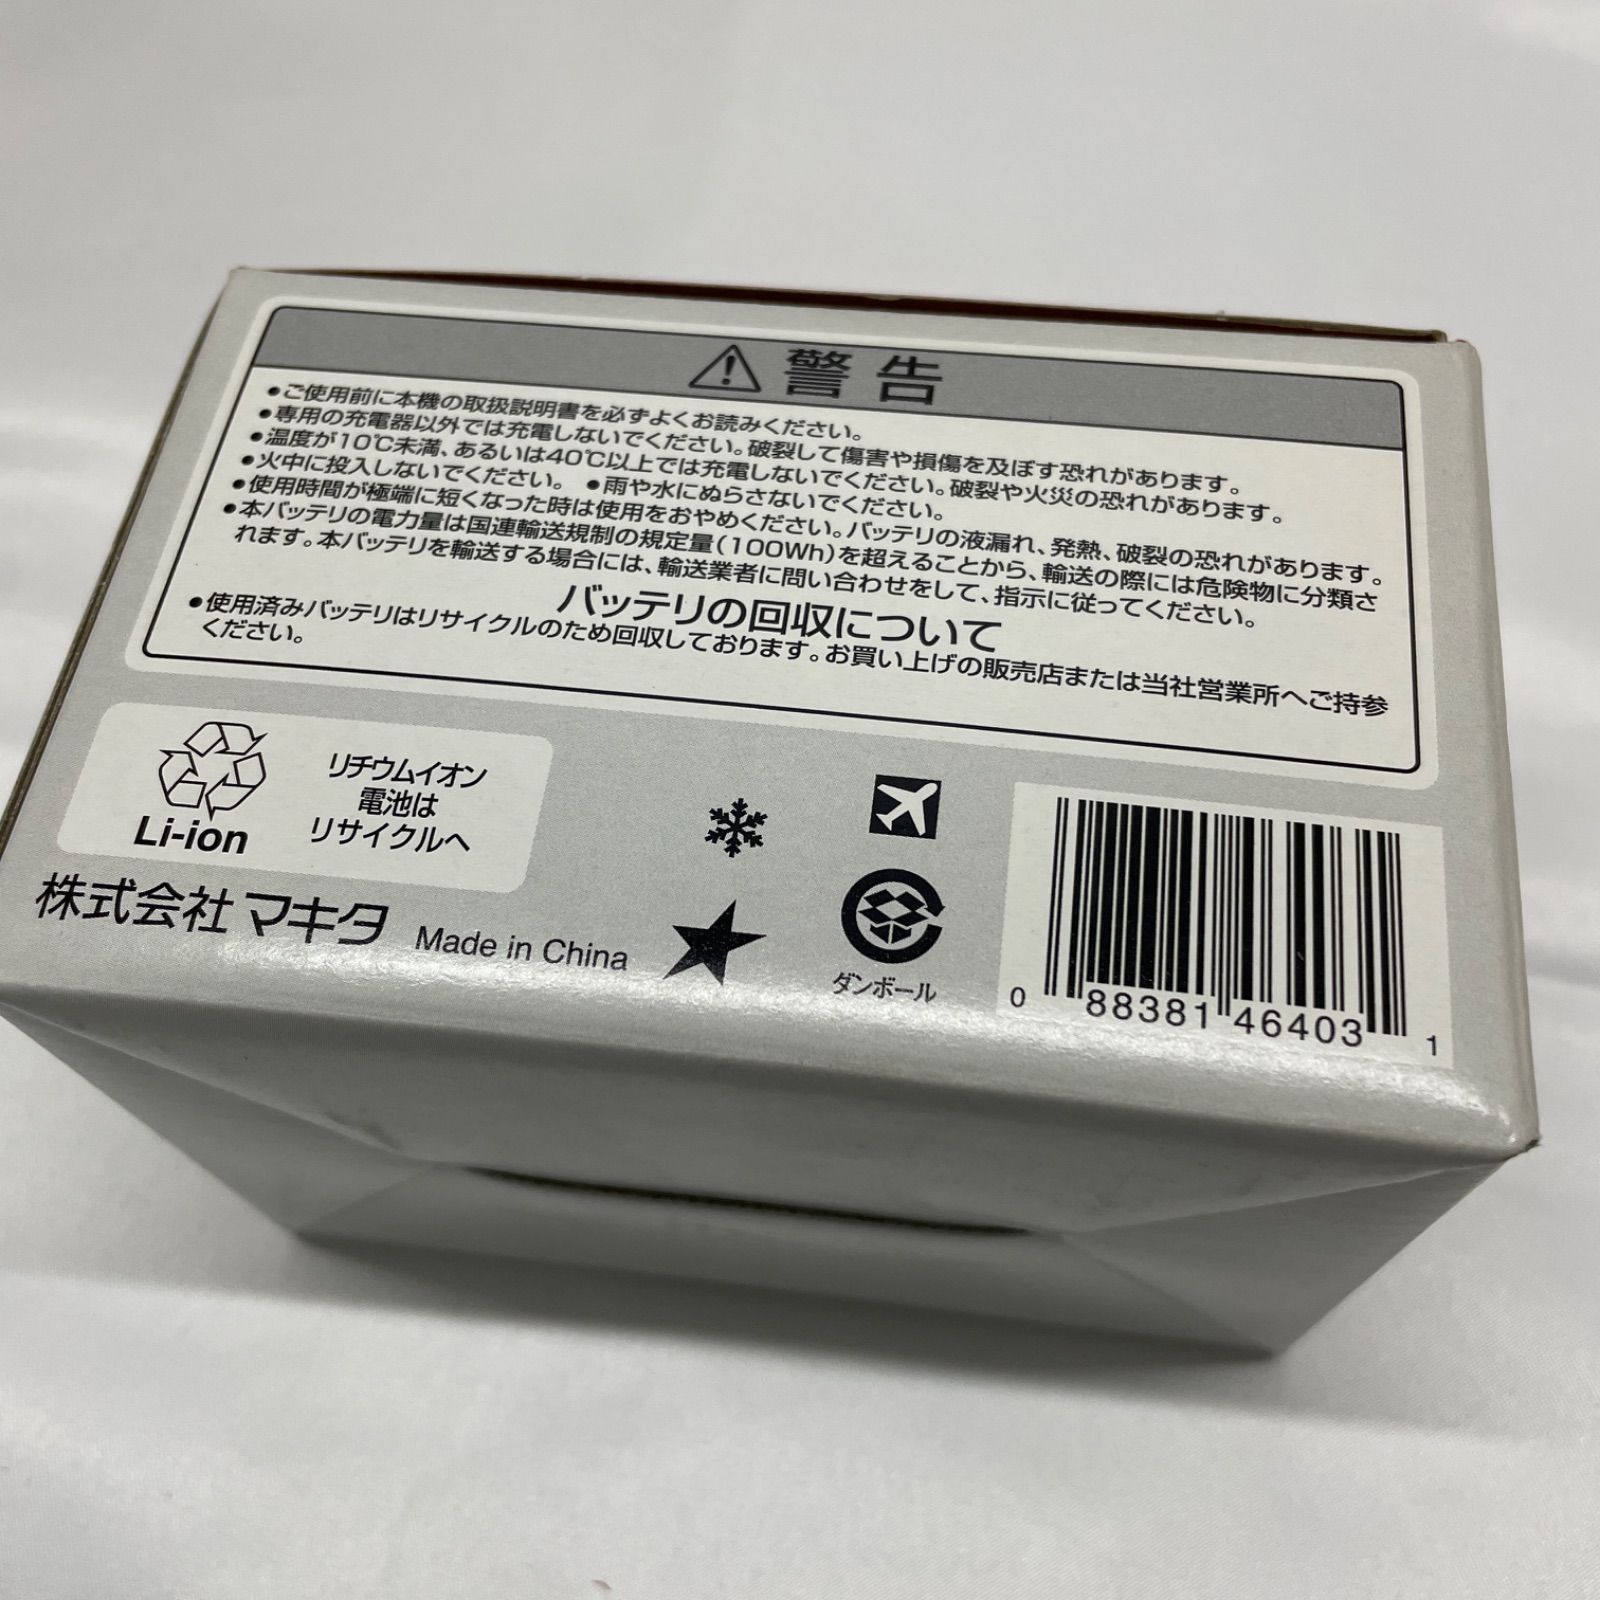 警告
●ご使用前に本機の取扱説明書を必ずよくお読みください。
●専用の充電器以外では充電しないでください。破裂して傷害や損傷を及ぼす恐れがあります。
●温度が10℃未満、あるいは40℃以上では充電しないでください。破裂や火災の恐れがあります。
●火中に投入しないでください。 ●雨や水にぬらさないでください。
●使用時間が極端に短くなった時は使用をおやめください。バッテリの液漏れ、発熱、破裂の恐れがあります。
●本バッテリの電力量は国連輸送規制の規定量(100Wh)を超えることから、輸送の際には危険物に分類さ
れます。本バッテリを輸送する場合には、輸送業者に問い合わせをして、指示に従ってください。
バッテリの回収について
●使用済みバッテリはリサイクルのため回収しております。お買い上げの販売店または当社営業所へご持参
ください。
Li-ion
リチウムイオン
電池は
リサイクルへ
株式会社マキタ Made in China
ダンボール
0 88381 46403 1